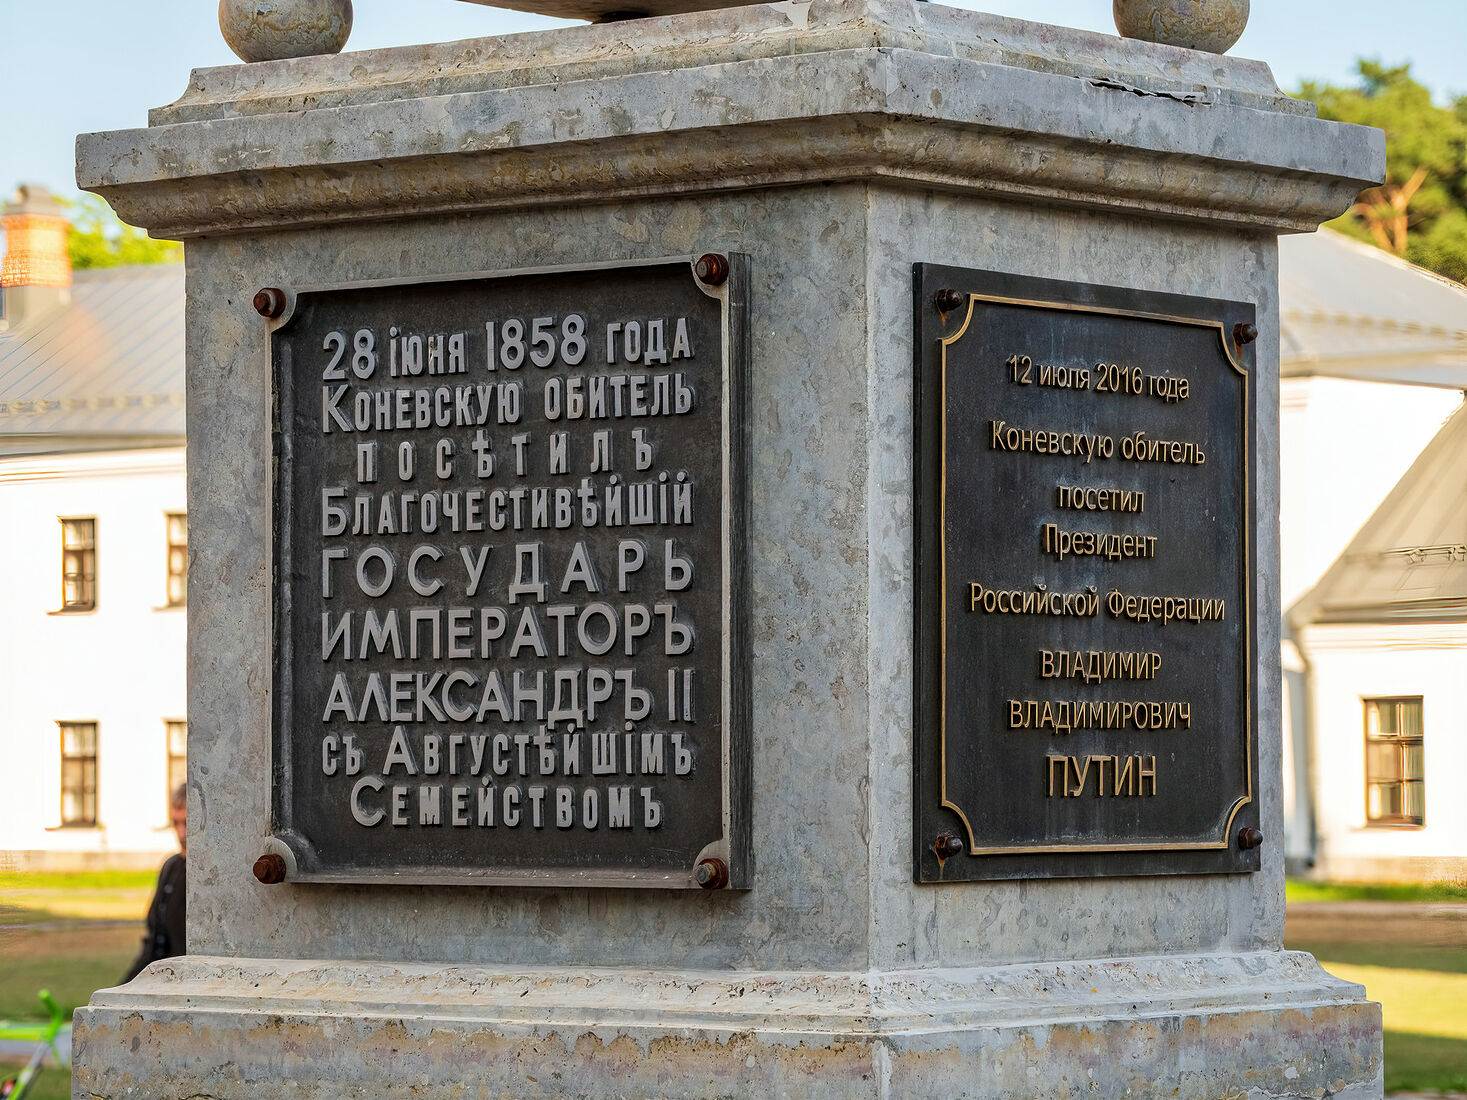 28 іюня 1858 года
Коневскую обитель
посѣтилъ
Благочестивѣйшій
ГОСУДАРЬ
ИМПЕРАТОРЪ
АЛЕКСАНДРЪ II
съ Августѣйшімъ
Семействомъ
12 июля 2016 года
Коневскую обитель
посетил
Президент
Российской Федерации
ВЛАДИМИР
ВЛАДИМИРОВИЧ
ПУТИН